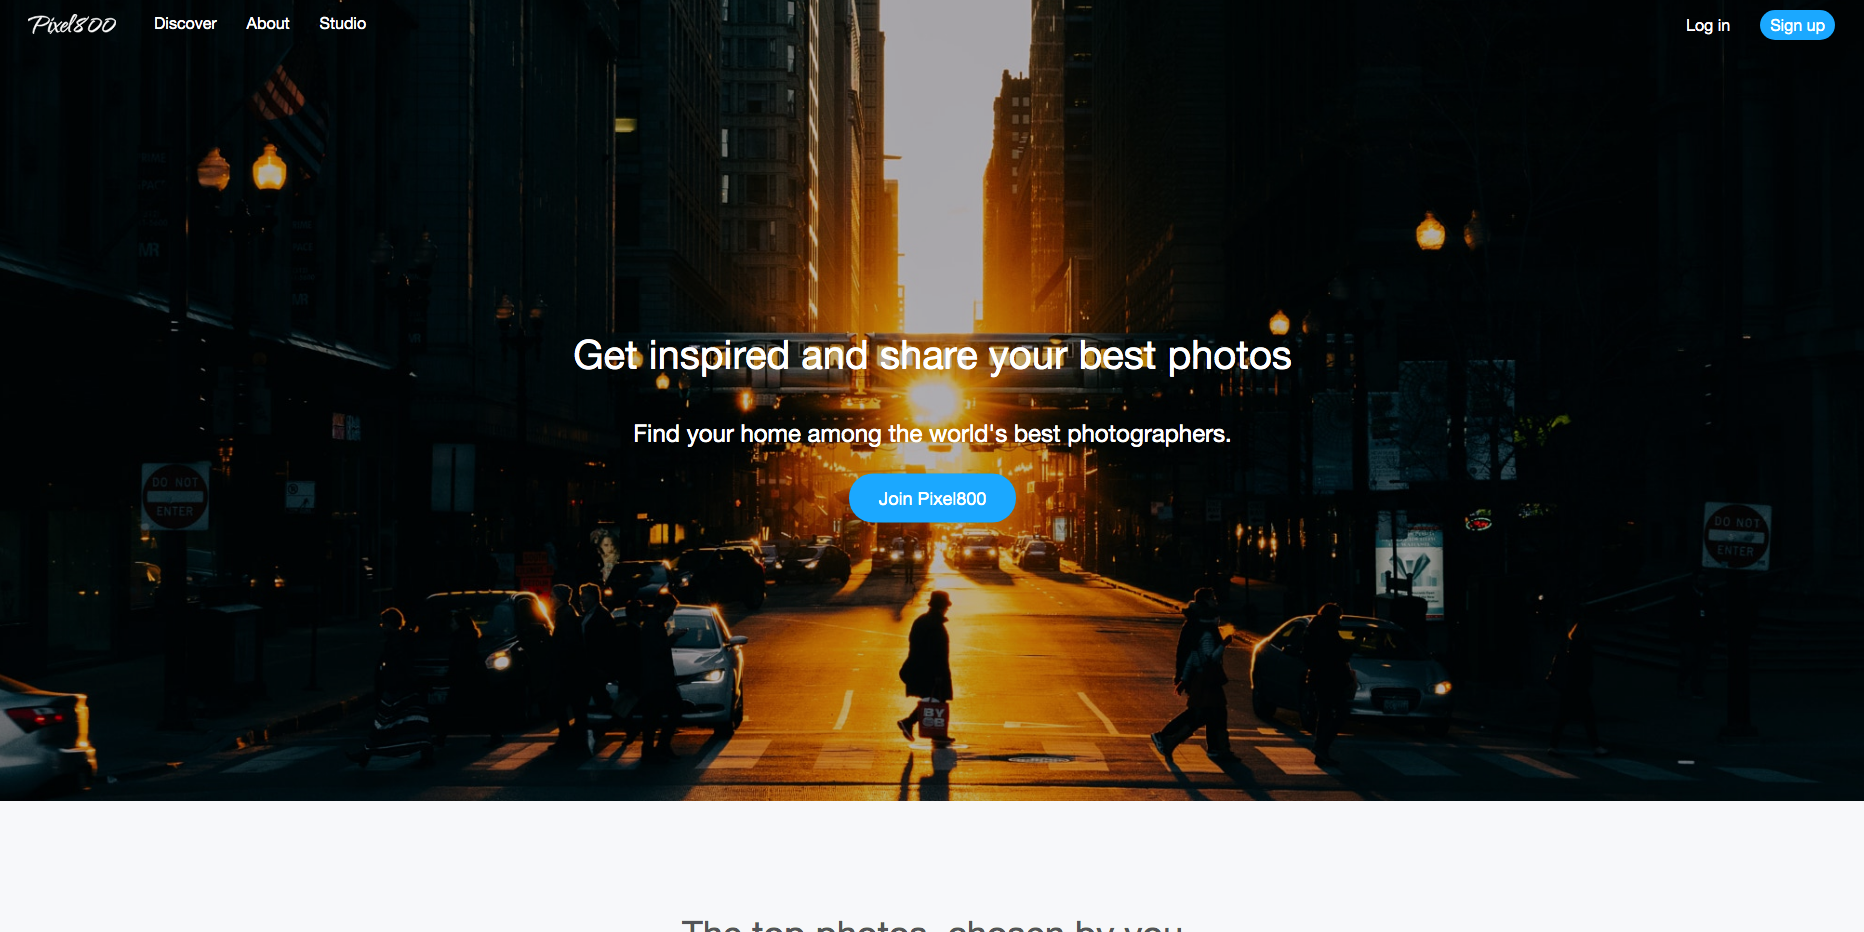 Pixel800 Discover About Studio Log in Sign up
Get inspired and share your best photos
Find your home among the world's best photographers.
Join Pixel800
DO NOT
ENTER
DO NOT
ENTER
BY
The top photos, chosen by you